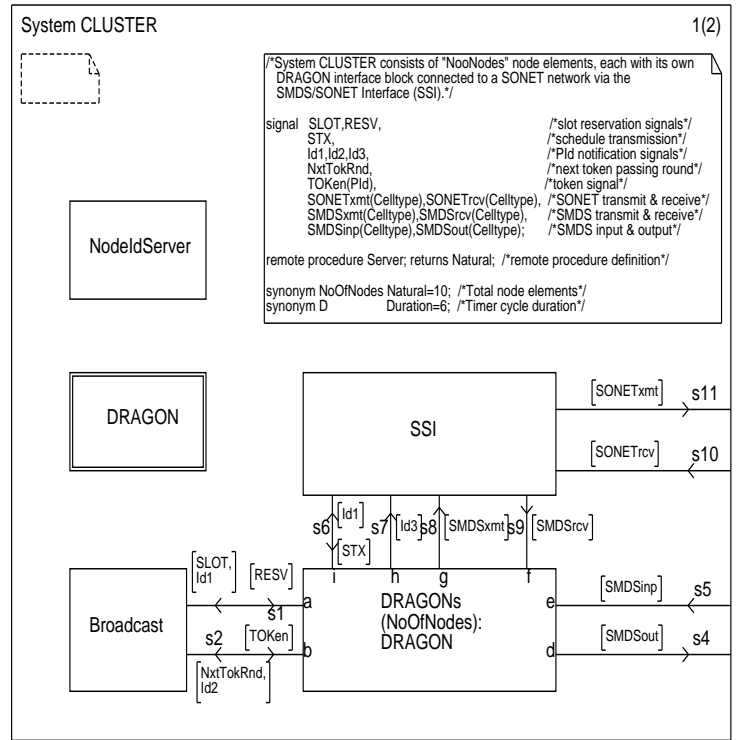 System CLUSTER 1(2)
/*System CLUSTER consists of "NooNodes" node elements, each with its own
DRAGON interface block connected to a SONET network via the
SMDS/SONET Interface (SSI).*/
signal SLOT,RESV, /*slot reservation signals*/
STX, /*schedule transmission*/
Id1,Id2,Id3, /*PId notification signals*/
NxtTokRnd, /*next token passing round*/
TOKen(PId), /*token signal*/
SONETxmt(Celltype),SONETrcv(Celltype), /*SONET transmit & receive*/
SMDSxmt(Celltype),SMDSrcv(Celltype), /*SMDS transmit & receive*/
SMDSinp(Celltype),SMDSout(Celltype); /*SMDS input & output*/
remote procedure Server; returns Natural; /*remote procedure definition*/
synonym NoOfNodes Natural=10; /*Total node elements*/
synonym D Duration=6; /*Timer cycle duration*/
NodeIdServer
DRAGON
SSI
[SONETxmt] s11
[SONETrcv] s10
s6 [Id1] s7 [Id3] s8 [SMDSxmt] s9 [SMDSrcv]
[STX]
i h g f
[SLOT,
Id1] [RESV]
s1 a
Broadcast
s2 [TOKen] b
[NxtTokRnd,
Id2]
DRAGONs
(NoOfNodes):
DRAGON
e [SMDSinp] s5
d [SMDSout] s4